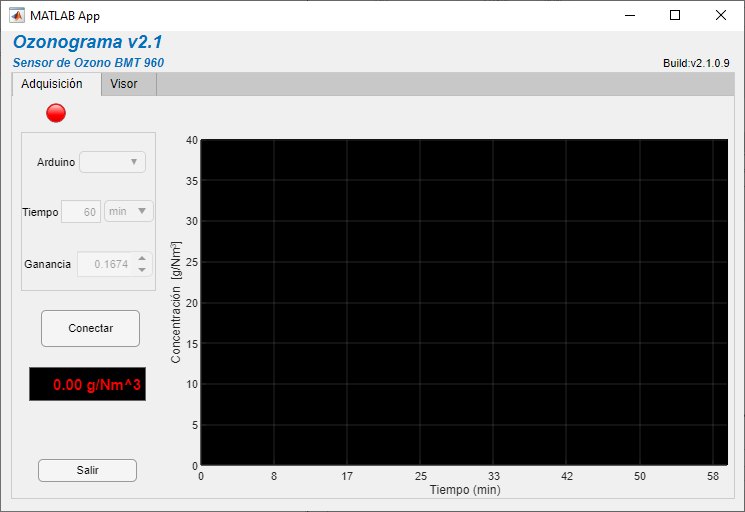 MATLAB App
Ozonograma v2.1
Sensor de Ozono BMT 960
Build:v2.1.0.9
Adquisición
Visor
Arduino
Tiempo 60 min
Ganancia 0.1674
Conectar
0.00 g/Nm^3
Salir
Concentración [g/Nm³]
40
35
30
25
20
15
10
5
0
0 8 17 25 33 42 50 58
Tiempo (min)